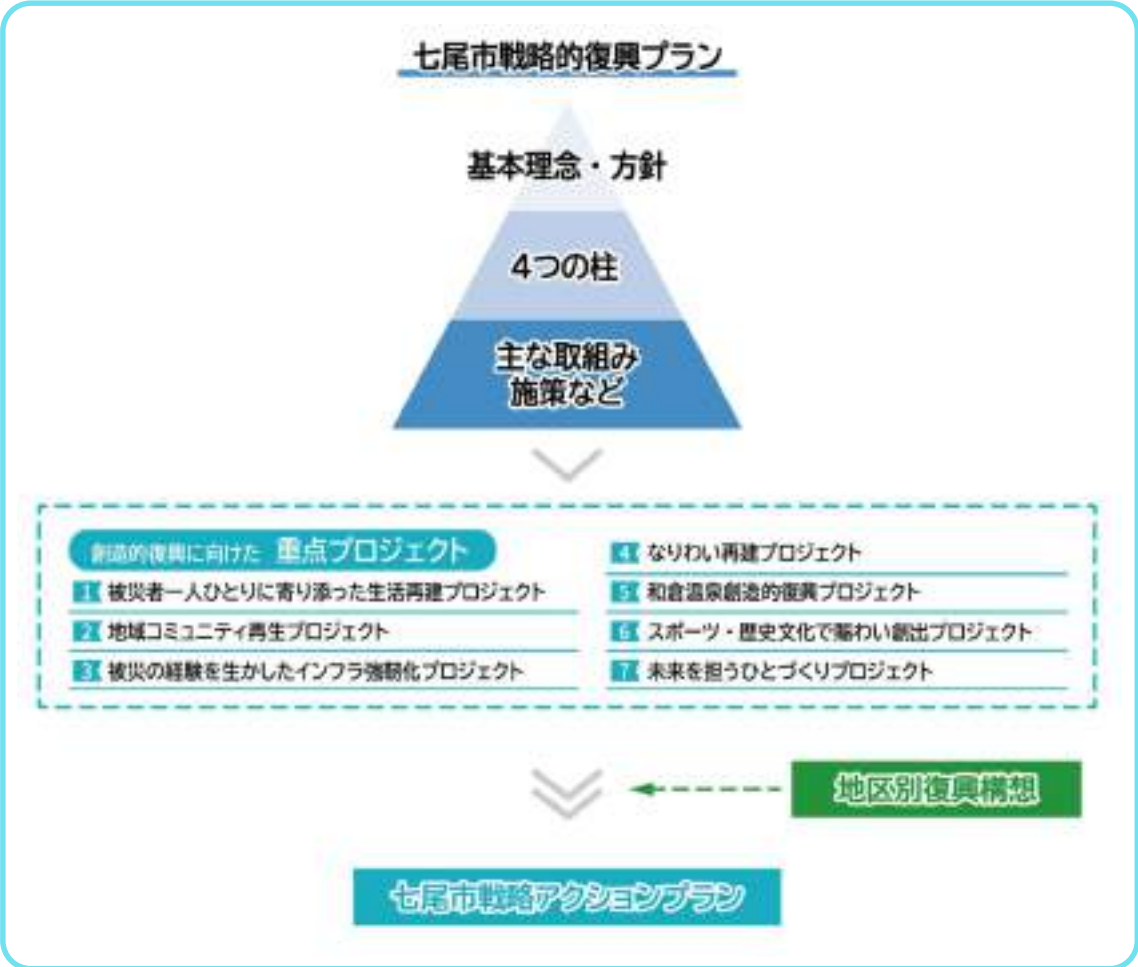 七尾市戦略的復興プラン
基本理念・方針
4つの柱
主な取組み
施策など
創造的復興に向けた 重点プロジェクト
1 被災者一人ひとりに寄り添った生活再建プロジェクト
2 地域コミュニティ再生プロジェクト
3 被災の経験を生かしたインフラ強靭化プロジェクト
4 なりわい再建プロジェクト
5 和倉温泉創造的復興プロジェクト
6 スポーツ・歴史文化で賑わい創出プロジェクト
7 未来を担うひとづくりプロジェクト
地区別復興構想
七尾市戦略アクションプラン